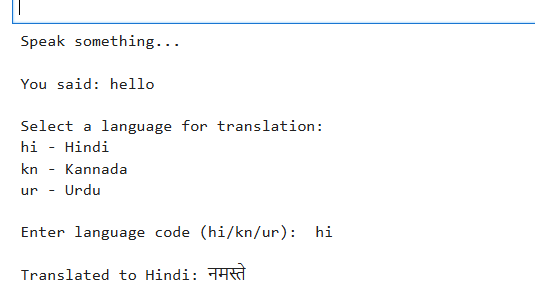 Speak something...
You said: hello
Select a language for translation:
hi - Hindi
kn - Kannada
ur - Urdu
Enter language code (hi/kn/ur):  hi
Translated to Hindi: नमस्ते